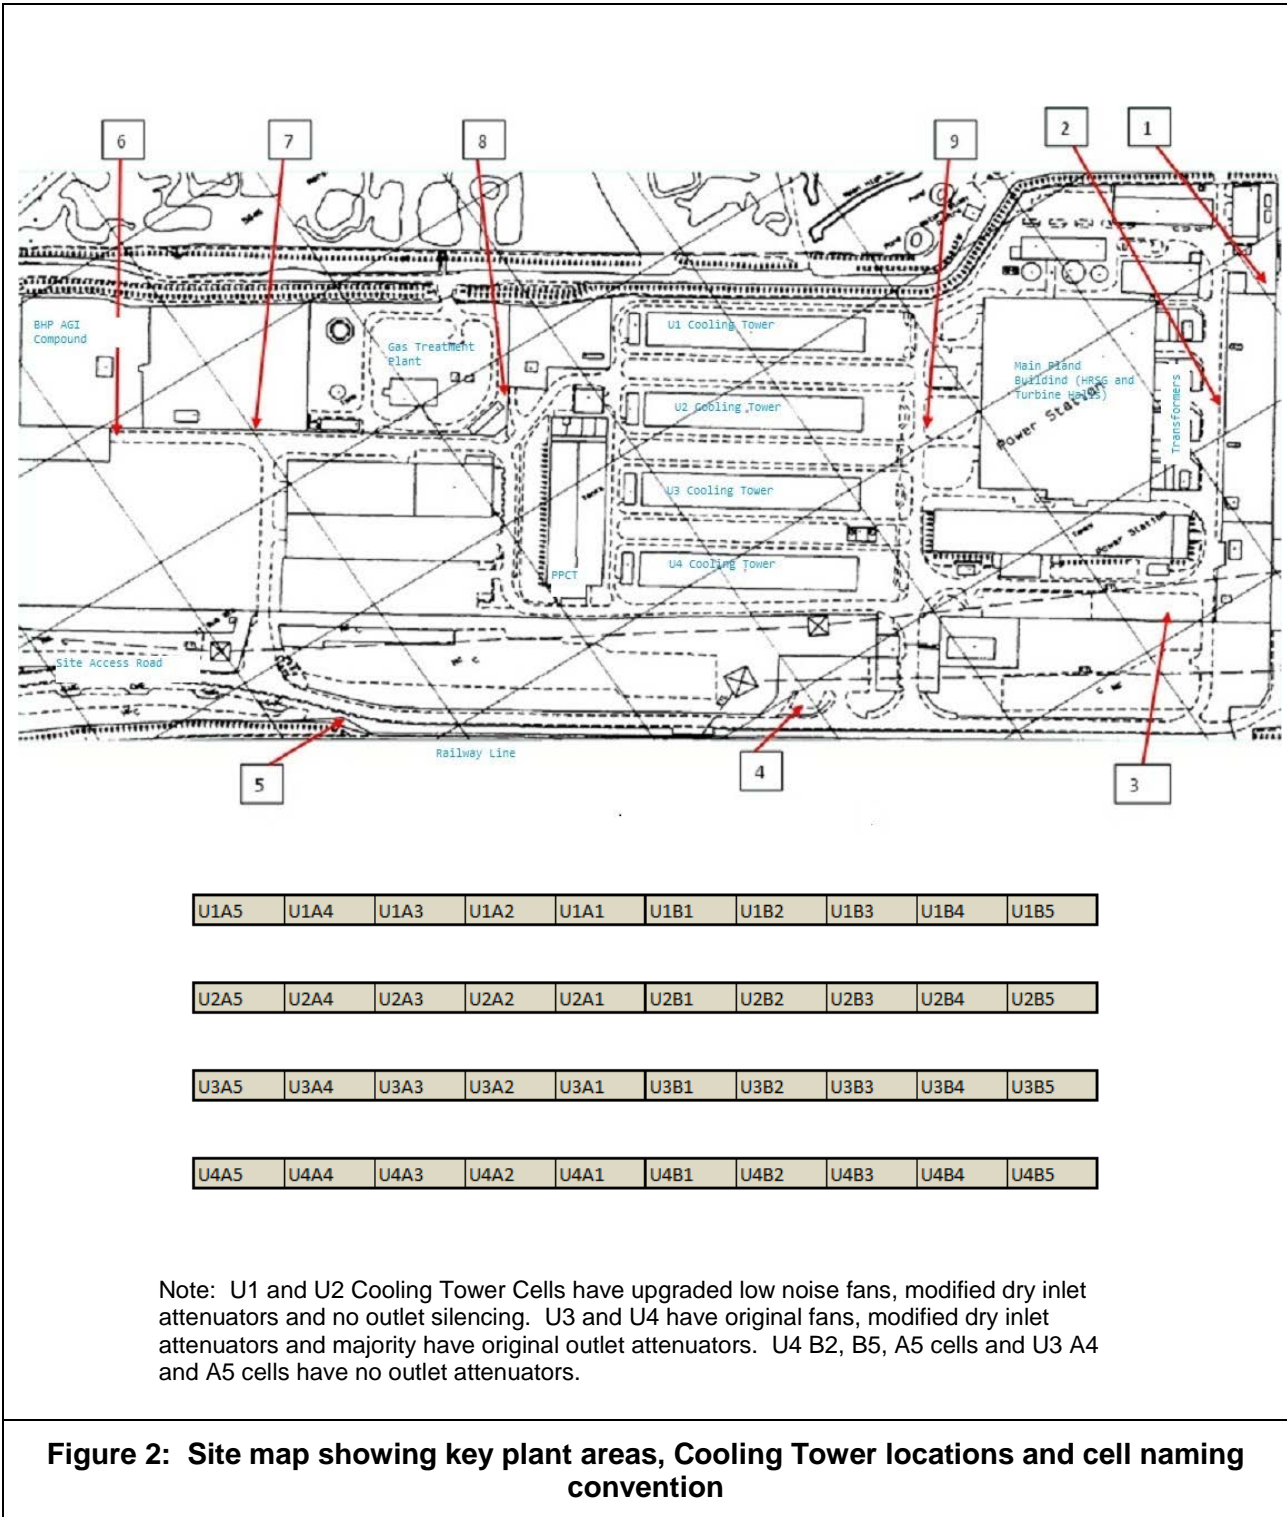 6
7
8
9
2
1
BHP AGI
Compound
Gas Treatment
Plant
U1 Cooling Tower
U2 Cooling Tower
U3 Cooling Tower
U4 Cooling Tower
PPCT
Main Pland
Buildind (HRSG and
Turbine Halls)
Power Station
Transformers
Power Station
Site Access Road
Railway Line
5
4
3
U1A5 U1A4 U1A3 U1A2 U1A1 U1B1 U1B2 U1B3 U1B4 U1B5
U2A5 U2A4 U2A3 U2A2 U2A1 U2B1 U2B2 U2B3 U2B4 U2B5
U3A5 U3A4 U3A3 U3A2 U3A1 U3B1 U3B2 U3B3 U3B4 U3B5
U4A5 U4A4 U4A3 U4A2 U4A1 U4B1 U4B2 U4B3 U4B4 U4B5
Note: U1 and U2 Cooling Tower Cells have upgraded low noise fans, modified dry inlet
attenuators and no outlet silencing. U3 and U4 have original fans, modified dry inlet
attenuators and majority have original outlet attenuators. U4 B2, B5, A5 cells and U3 A4
and A5 cells have no outlet attenuators.
Figure 2: Site map showing key plant areas, Cooling Tower locations and cell naming
convention